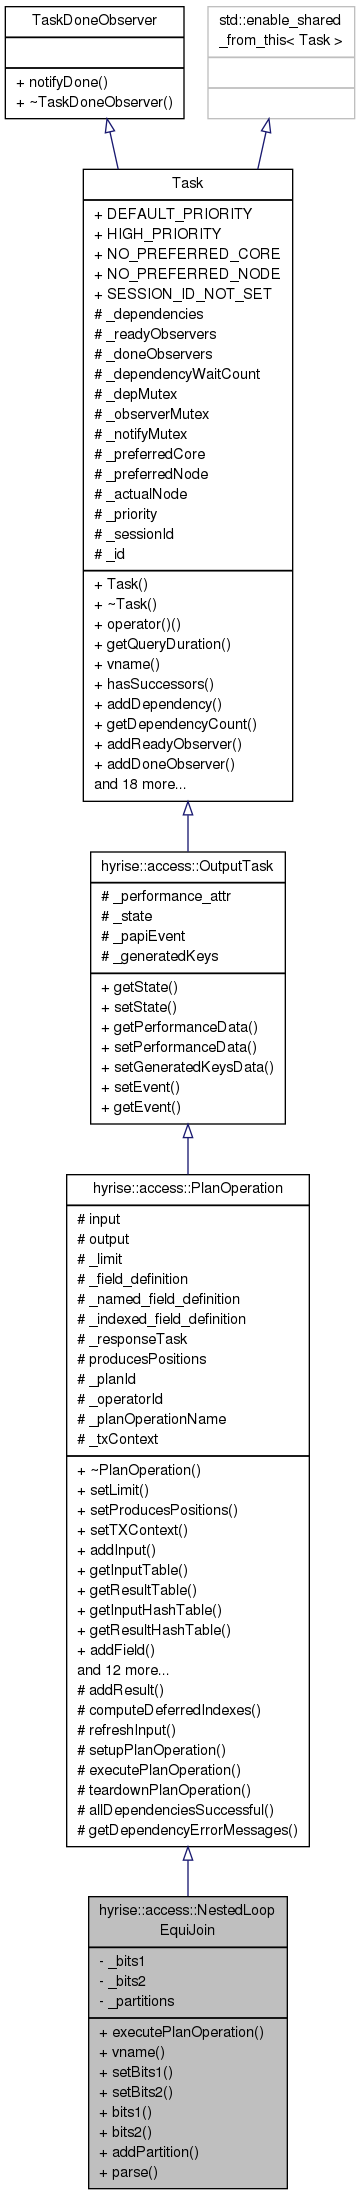 TaskDoneObserver
+ notifyDone()
+ ~TaskDoneObserver()
std::enable_shared
_from_this< Task >
Task
+ DEFAULT_PRIORITY
+ HIGH_PRIORITY
+ NO_PREFERRED_CORE
+ NO_PREFERRED_NODE
+ SESSION_ID_NOT_SET
# _dependencies
# _readyObservers
# _doneObservers
# _dependencyWaitCount
# _depMutex
# _observerMutex
# _notifyMutex
# _preferredCore
# _preferredNode
# _actualNode
# _priority
# _sessionId
# _id
+ Task()
+ ~Task()
+ operator()()
+ getQueryDuration()
+ vname()
+ hasSuccessors()
+ addDependency()
+ getDependencyCount()
+ addReadyObserver()
+ addDoneObserver()
and 18 more...
hyrise::access::OutputTask
# _performance_attr
# _state
# _papiEvent
# _generatedKeys
+ getState()
+ setState()
+ getPerformanceData()
+ setPerformanceData()
+ setGeneratedKeysData()
+ setEvent()
+ getEvent()
hyrise::access::PlanOperation
# input
# output
# _limit
# _field_definition
# _named_field_definition
# _indexed_field_definition
# _responseTask
# producesPositions
# _planId
# _operatorId
# _planOperationName
# _txContext
+ ~PlanOperation()
+ setLimit()
+ setProducesPositions()
+ setTXContext()
+ addInput()
+ getInputTable()
+ getResultTable()
+ getInputHashTable()
+ getResultHashTable()
+ addField()
and 12 more...
# addResult()
# computeDeferredIndexes()
# refreshInput()
# setupPlanOperation()
# executePlanOperation()
# teardownPlanOperation()
# allDependenciesSuccessful()
# getDependencyErrorMessages()
hyrise::access::NestedLoop
EquiJoin
- _bits1
- _bits2
- _partitions
+ executePlanOperation()
+ vname()
+ setBits1()
+ setBits2()
+ bits1()
+ bits2()
+ addPartition()
+ parse()